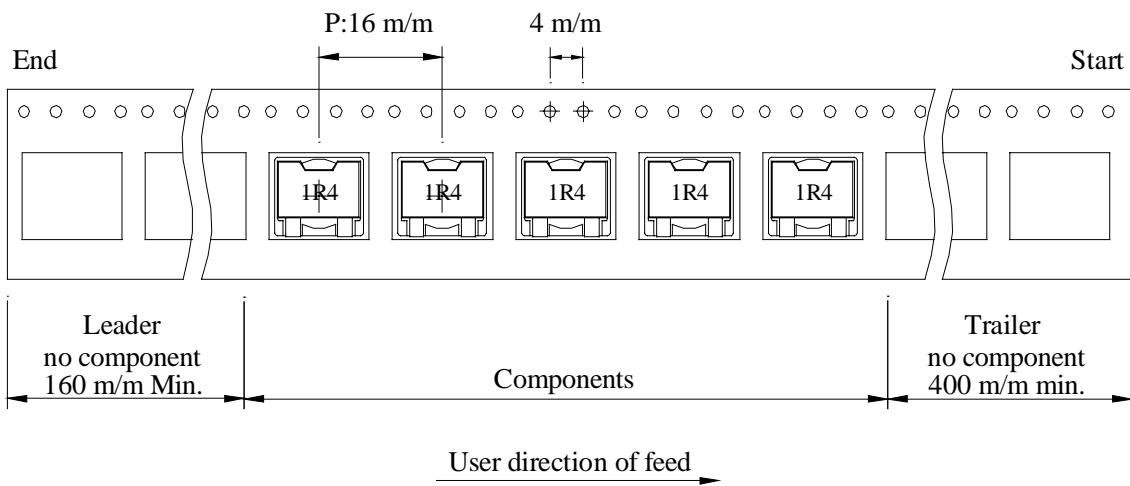 P:16 m/m
4 m/m
End
Start
1R4
1R4
1R4
1R4
1R4
Leader
no component
160 m/m Min.
Components
Trailer
no component
400 m/m min.
User direction of feed